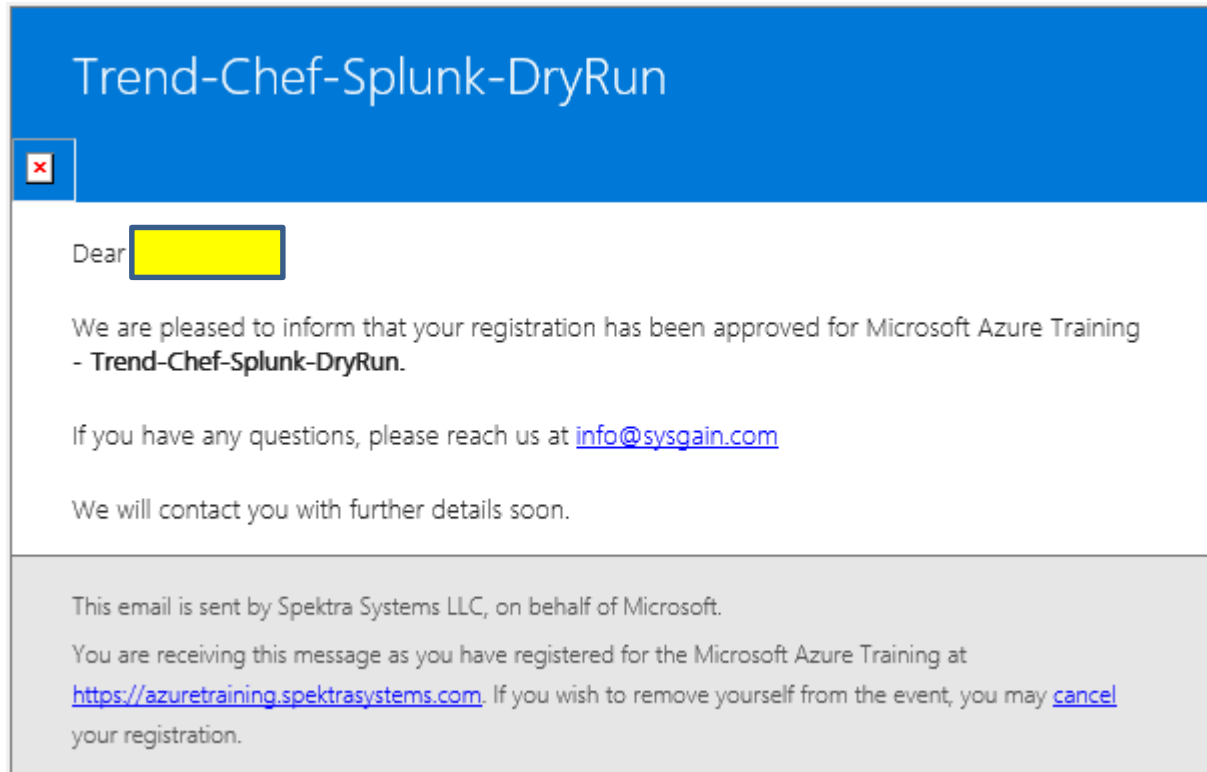 Trend-Chef-Splunk-DryRun
Dear
We are pleased to inform that your registration has been approved for Microsoft Azure Training
- Trend-Chef-Splunk-DryRun.
If you have any questions, please reach us at info@sysgain.com
We will contact you with further details soon.
This email is sent by Spektra Systems LLC, on behalf of Microsoft.
You are receiving this message as you have registered for the Microsoft Azure Training at
https://azuretraining.spektrasystems.com. If you wish to remove yourself from the event, you may cancel
your registration.